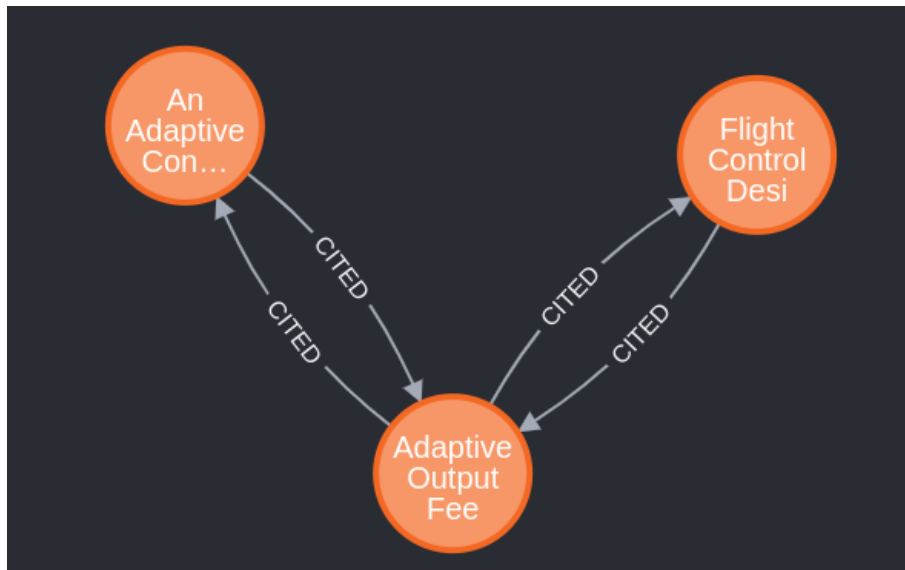 An
Adaptive
Con…
Flight
Control
Desi
CITED
CITED
CITED
CITED
Adaptive
Output
Fee